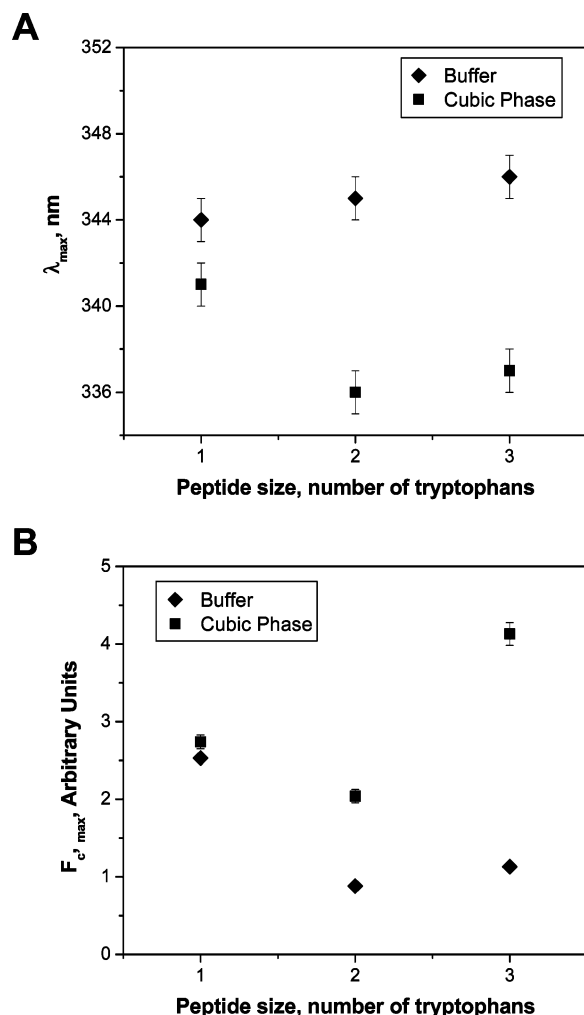 A
352
348
344
340
336
λmax, nm
Buffer
Cubic Phase
1
2
3
Peptide size, number of tryptophans
B
5
4
3
2
1
0
Fc, max, Arbitrary Units
Buffer
Cubic Phase
1
2
3
Peptide size, number of tryptophans